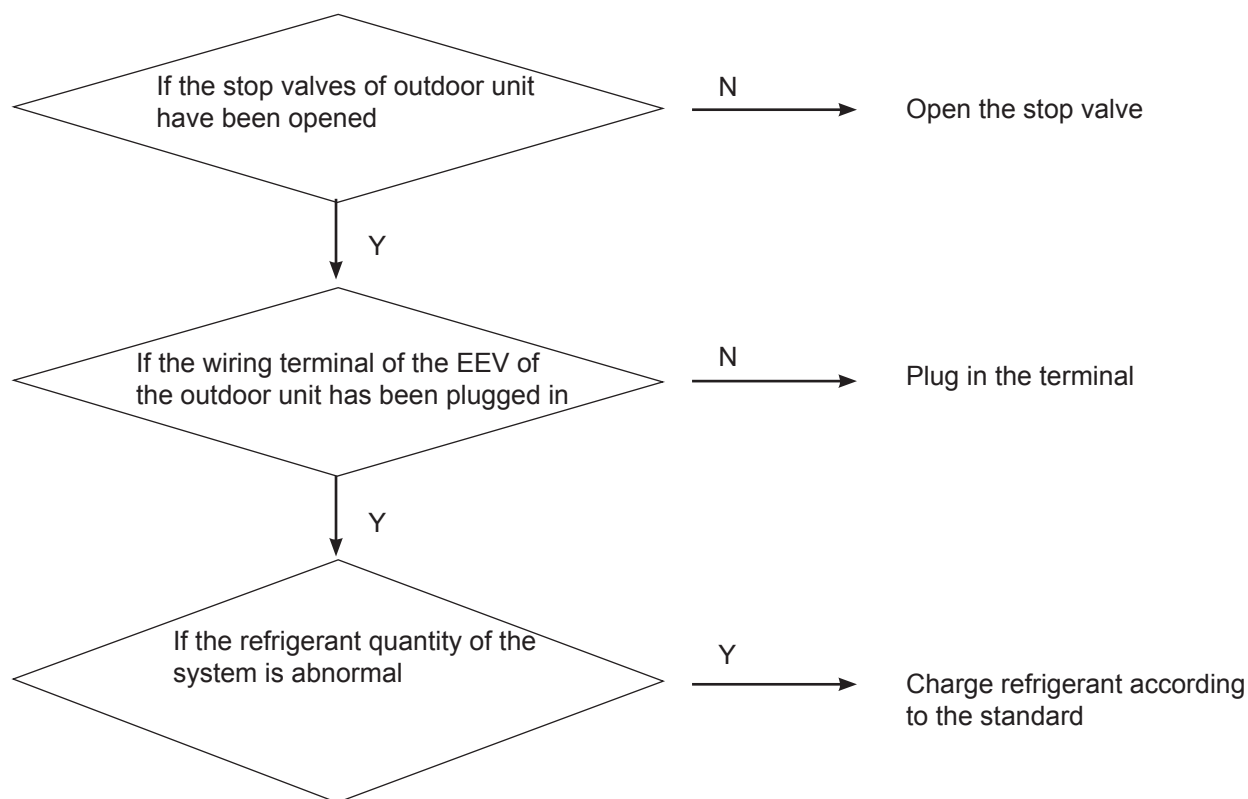 If the stop valves of outdoor unit
have been opened
N
Open the stop valve
Y
If the wiring terminal of the EEV of
the outdoor unit has been plugged in
N
Plug in the terminal
Y
If the refrigerant quantity of the
system is abnormal
Y
Charge refrigerant according
to the standard